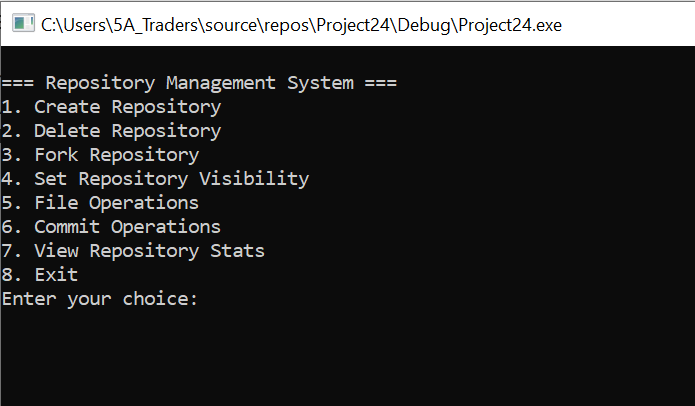 C:\Users\5A_Traders\source\repos\Project24\Debug\Project24.exe
=== Repository Management System ===
1. Create Repository
2. Delete Repository
3. Fork Repository
4. Set Repository Visibility
5. File Operations
6. Commit Operations
7. View Repository Stats
8. Exit
Enter your choice: